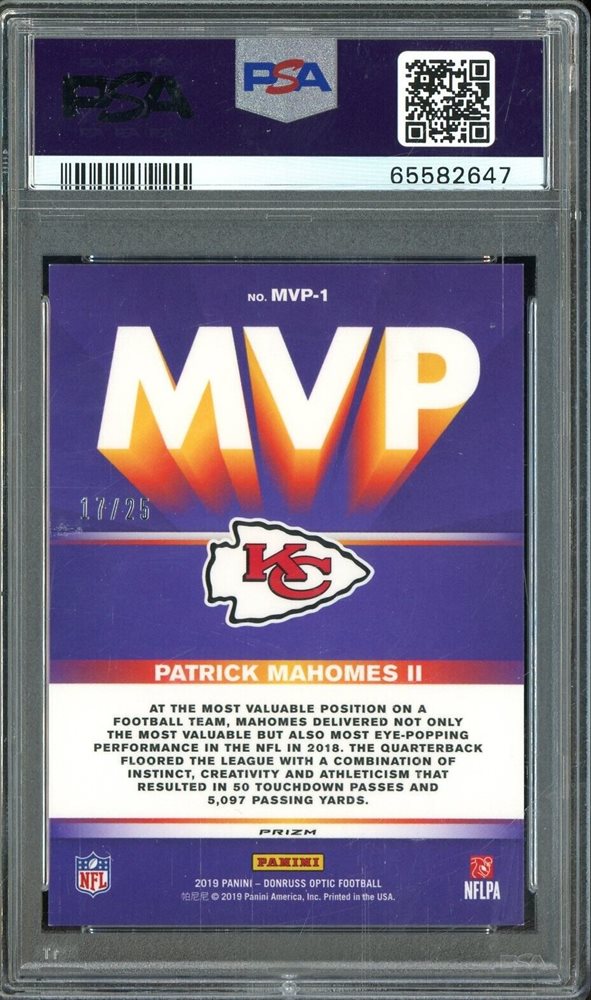 PSA
PSA
65582647
NO. MVP-1
MVP
17/25
KC
PATRICK MAHOMES II
AT THE MOST VALUABLE POSITION ON A
FOOTBALL TEAM, MAHOMES DELIVERED NOT ONLY
THE MOST VALUABLE BUT ALSO MOST EYE-POPPING
PERFORMANCE IN THE NFL IN 2018. THE QUARTERBACK
FLOORED THE LEAGUE WITH A COMBINATION OF
INSTINCT, CREATIVITY AND ATHLETICISM THAT
RESULTED IN 50 TOUCHDOWN PASSES AND
5,097 PASSING YARDS.
PRIZM
PANINI
NFL
2019 PANINI – DONRUSS OPTIC FOOTBALL
帕尼尼 © 2019 Panini America, Inc. Printed in the USA.
NFLPA
PSA